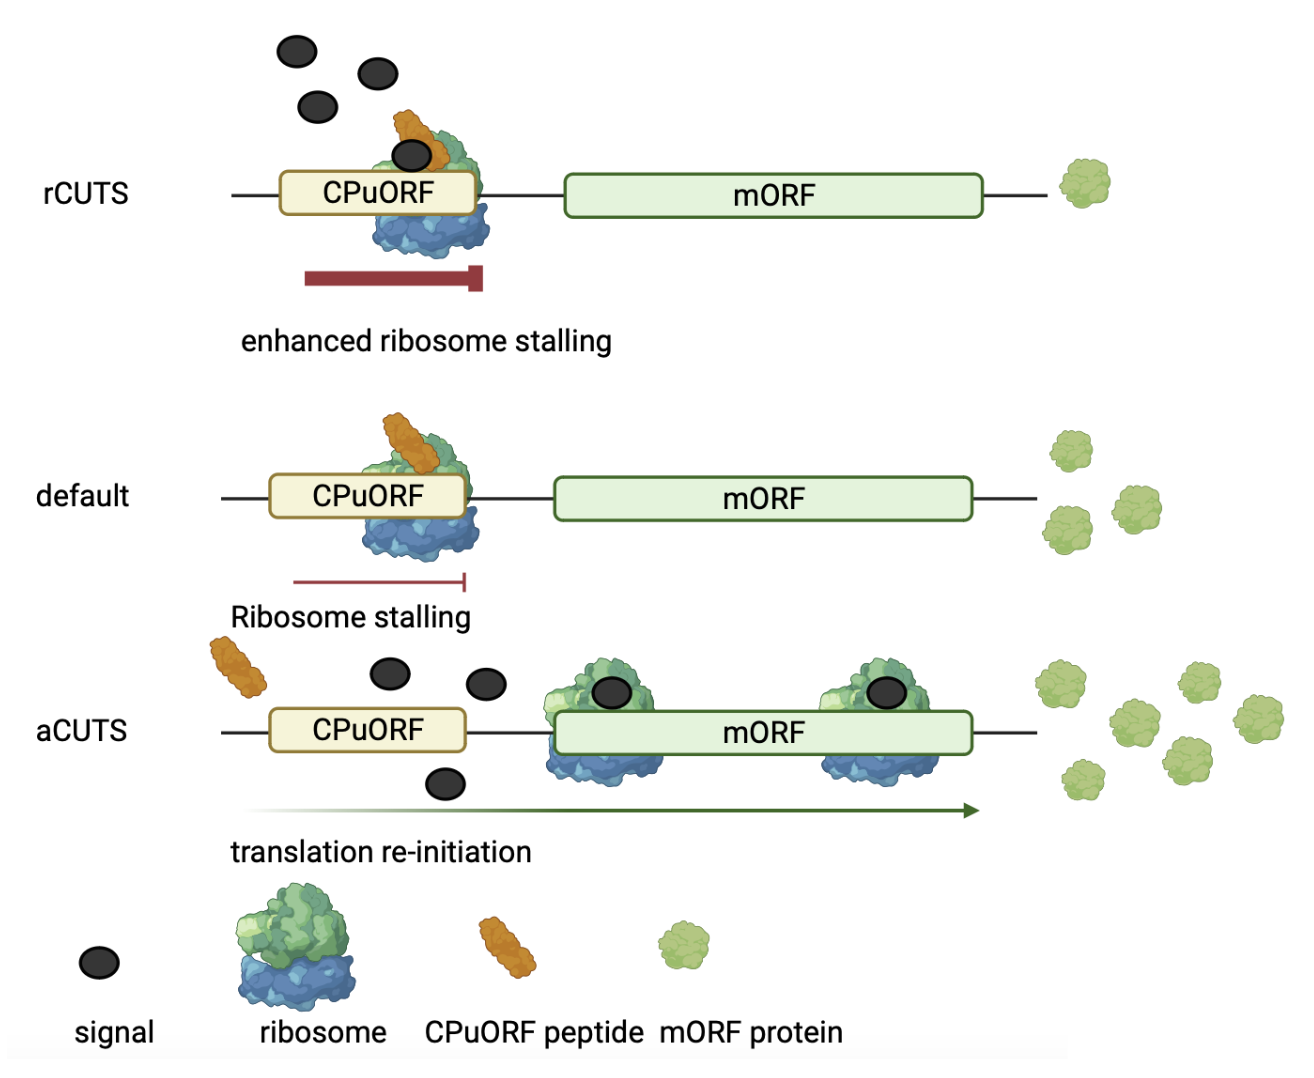 rCUTS
CPuORF
mORF
enhanced ribosome stalling
default
CPuORF
mORF
Ribosome stalling
aCUTS
CPuORF
mORF
translation re-initiation
signal
ribosome
CPuORF peptide
mORF protein